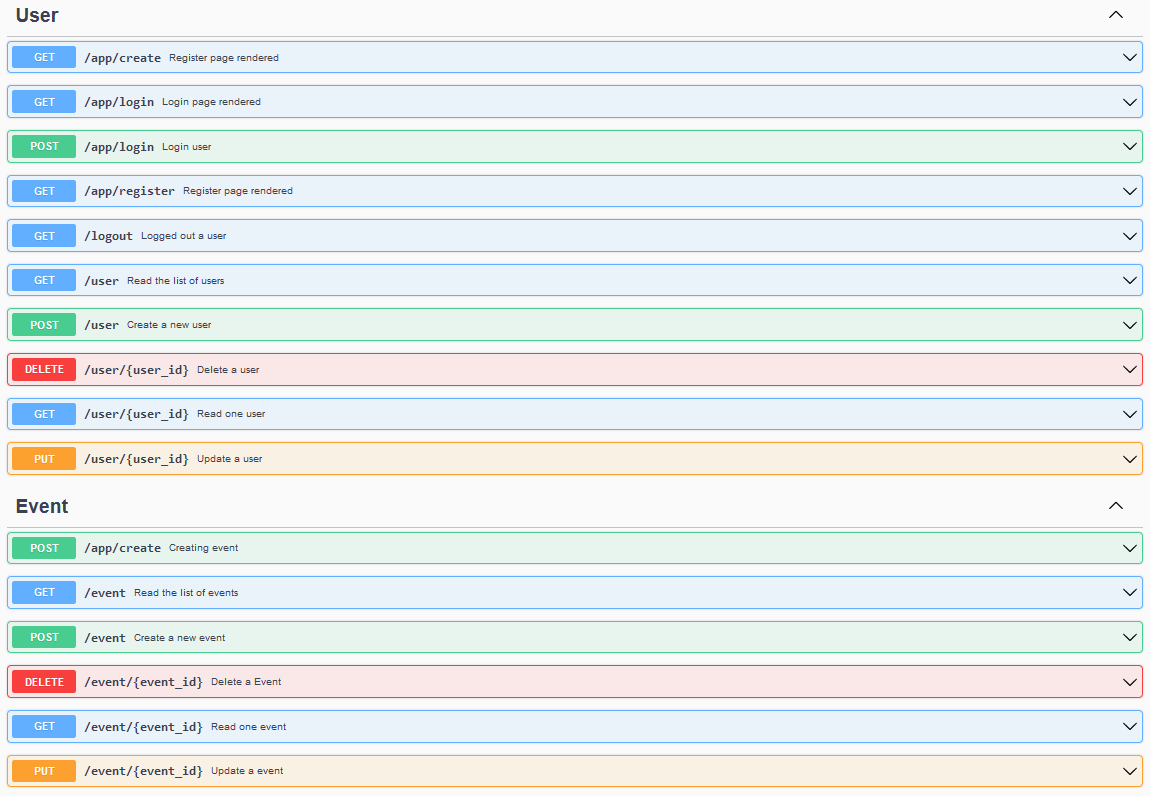 User
GET /app/create Register page rendered
GET /app/login Login page rendered
POST /app/login Login user
GET /app/register Register page rendered
GET /logout Logged out a user
GET /user Read the list of users
POST /user Create a new user
DELETE /user/{user_id} Delete a user
GET /user/{user_id} Read one user
PUT /user/{user_id} Update a user
Event
POST /app/create Creating event
GET /event Read the list of events
POST /event Create a new event
DELETE /event/{event_id} Delete a Event
GET /event/{event_id} Read one event
PUT /event/{event_id} Update a event